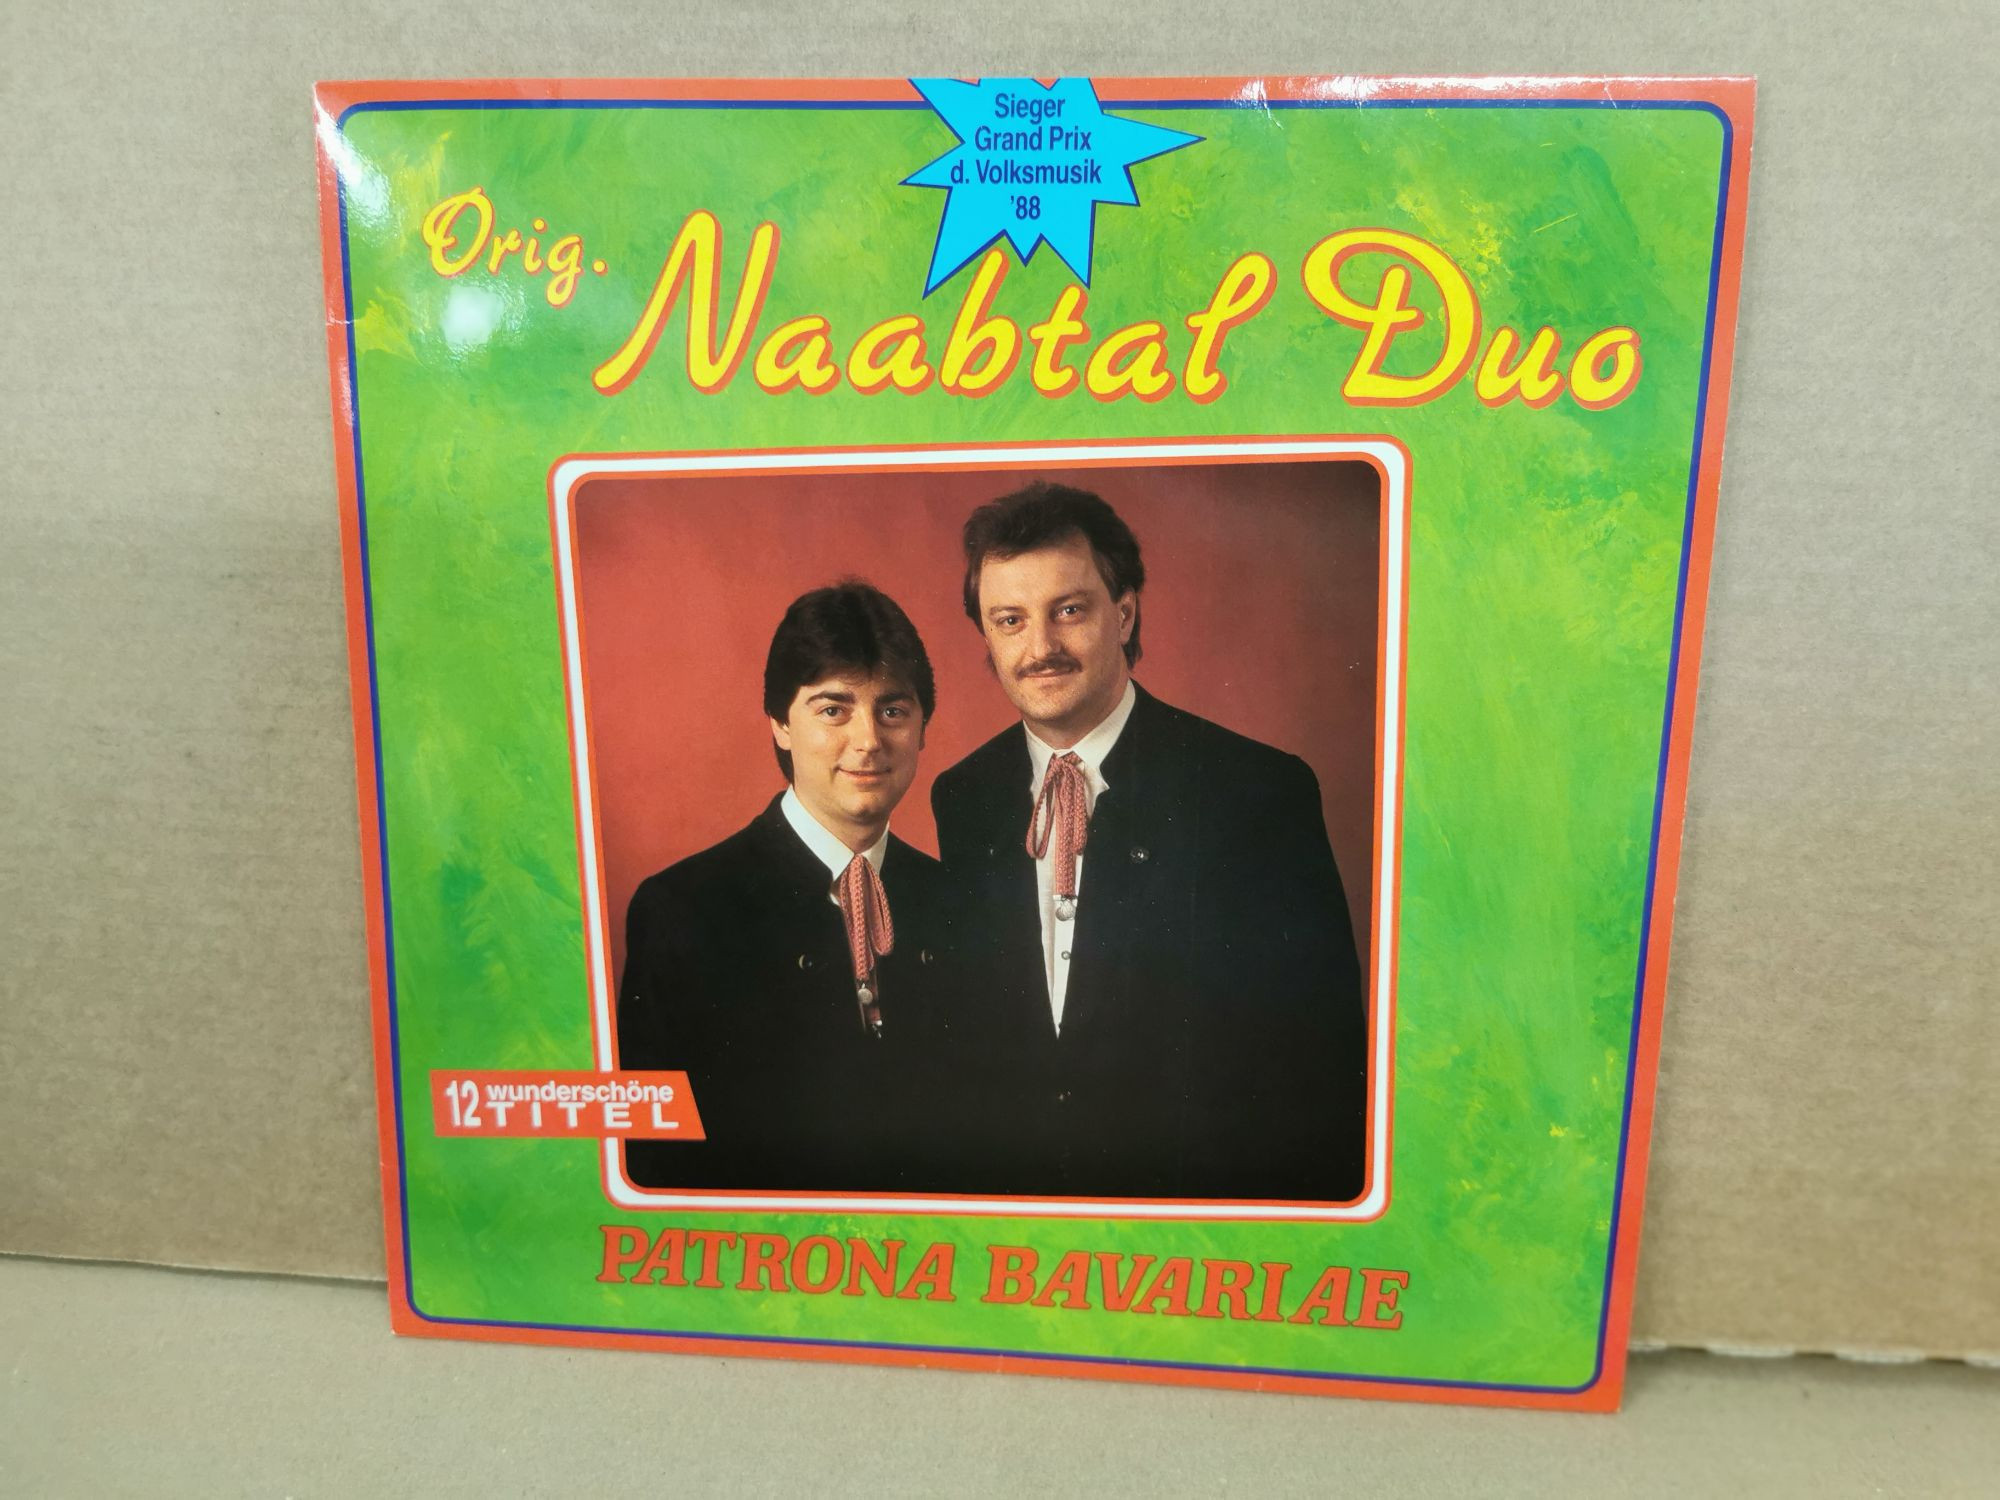 Sieger
Grand Prix
d. Volksmusik
'88
Orig. Naabtal Duo
12 wunderschöne
TITEL
PATRONA BAVARIAE